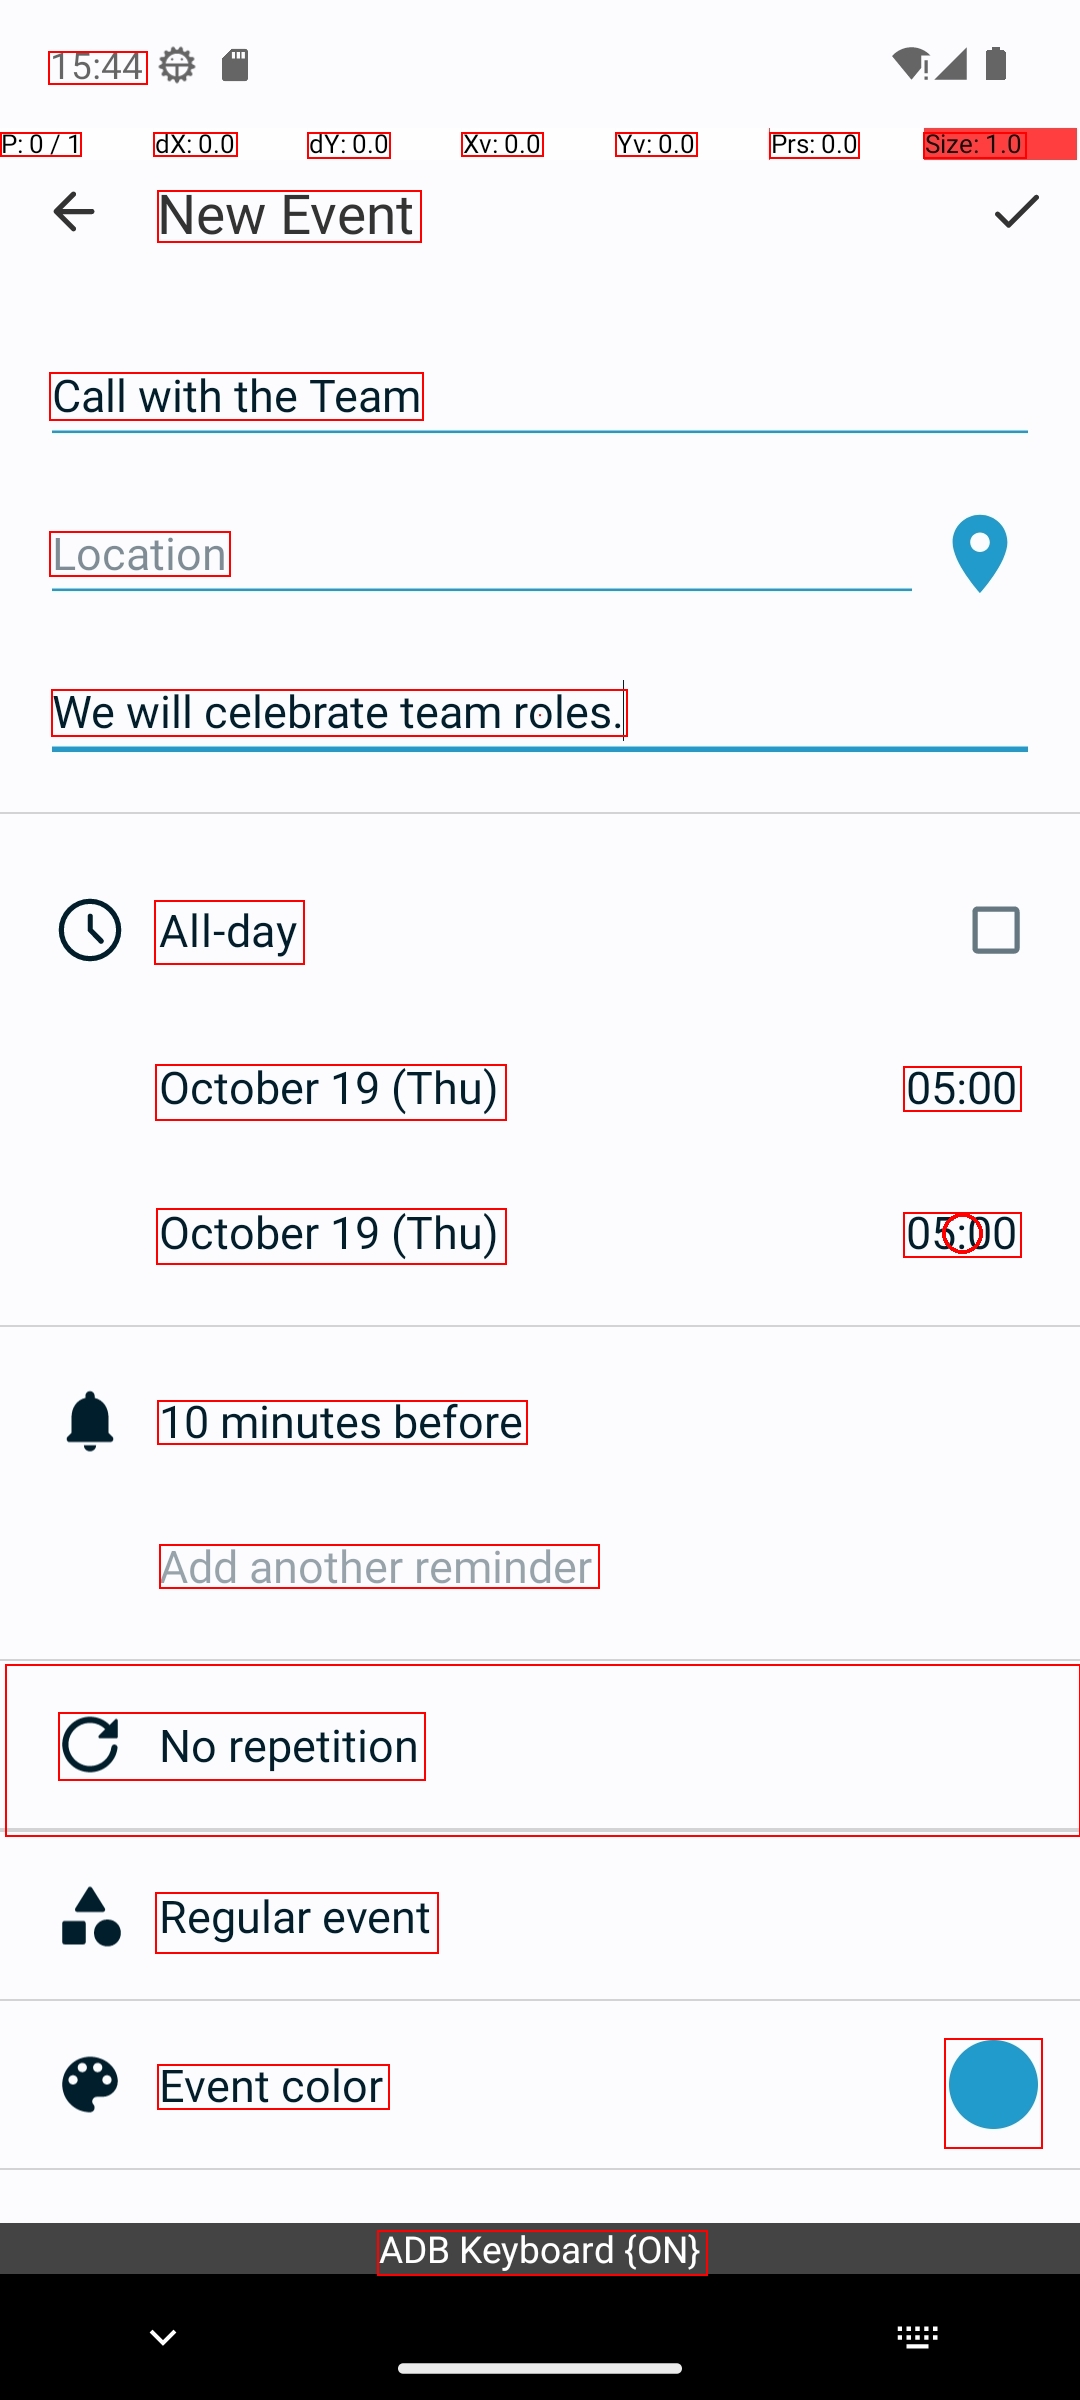 15:44
P: 0 / 1 dX: 0.0 dY: 0.0 Xv: 0.0 Yv: 0.0 Prs: 0.0 Size: 1.0
New Event
Call with the Team
Location
We will celebrate team roles.
All-day
October 19 (Thu) 05:00
October 19 (Thu) 05:00
10 minutes before
Add another reminder
No repetition
Regular event
Event color
ADB Keyboard {ON}